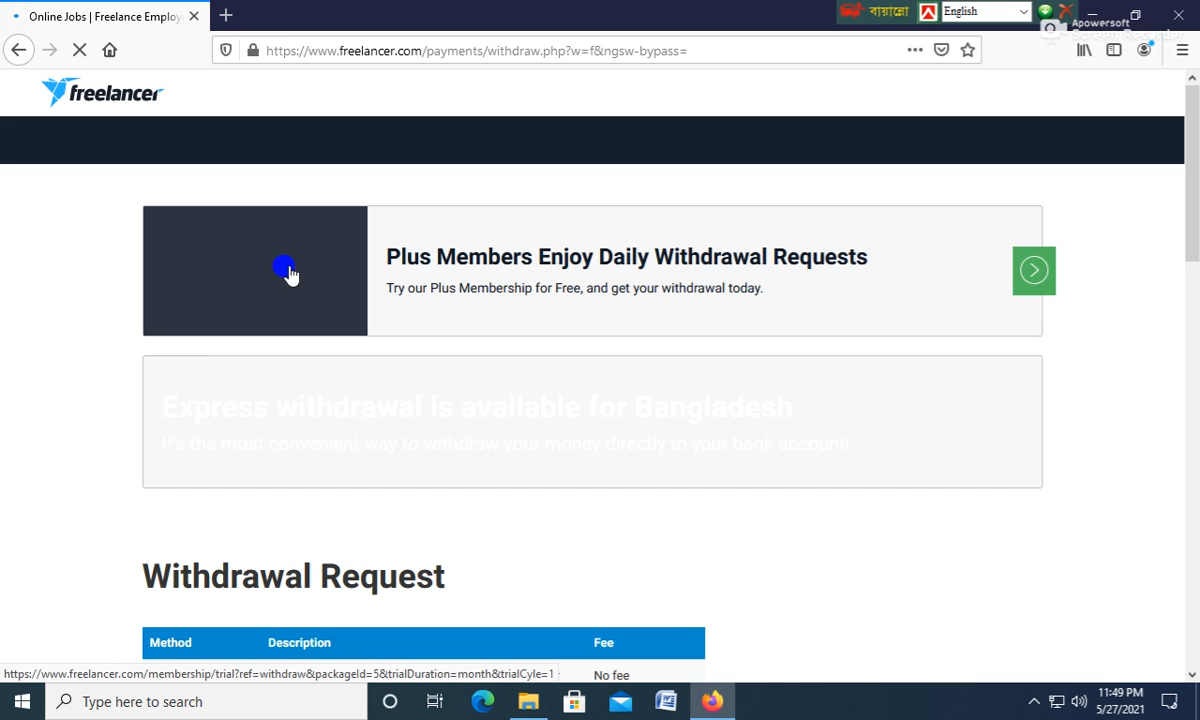 Online Jobs | Freelance Employ
বায়ান্নো
English
Apowersoft
Screen Recorder
https://www.freelancer.com/payments/withdraw.php?w=f&ngsw-bypass=
freelancer
Plus Members Enjoy Daily Withdrawal Requests
Try our Plus Membership for Free, and get your withdrawal today.
Express withdrawal is available for Bangladesh
It's the most convenient way to withdraw your money directly to your bank account!
Withdrawal Request
Method Description Fee
No fee
https://www.freelancer.com/membership/trial?ref=withdraw&packageId=5&trialDuration=month&trialCyle=1
Type here to search
11:49 PM
5/27/2021